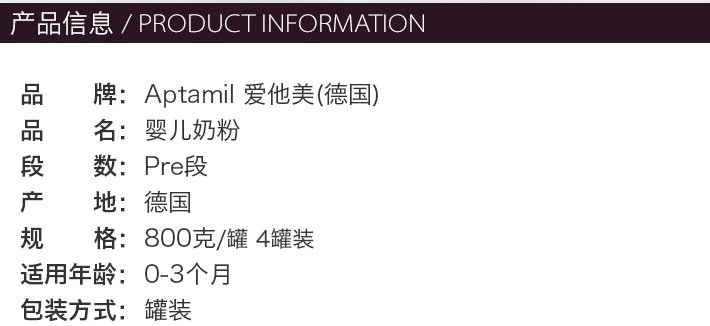 产品信息 / PRODUCT INFORMATION
品 牌：Aptamil 爱他美(德国)
品 名：婴儿奶粉
段 数：Pre段
产 地：德国
规 格：800克/罐 4罐装
适用年龄：0-3个月
包装方式：罐装